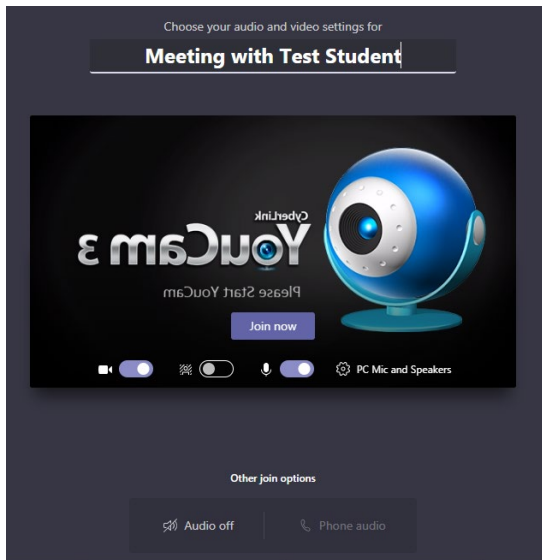 Choose your audio and video settings for
Meeting with Test Student
CyberLink
YouCam 3
Please Start YouCam
Join now
PC Mic and Speakers
Other join options
Audio off
Phone audio